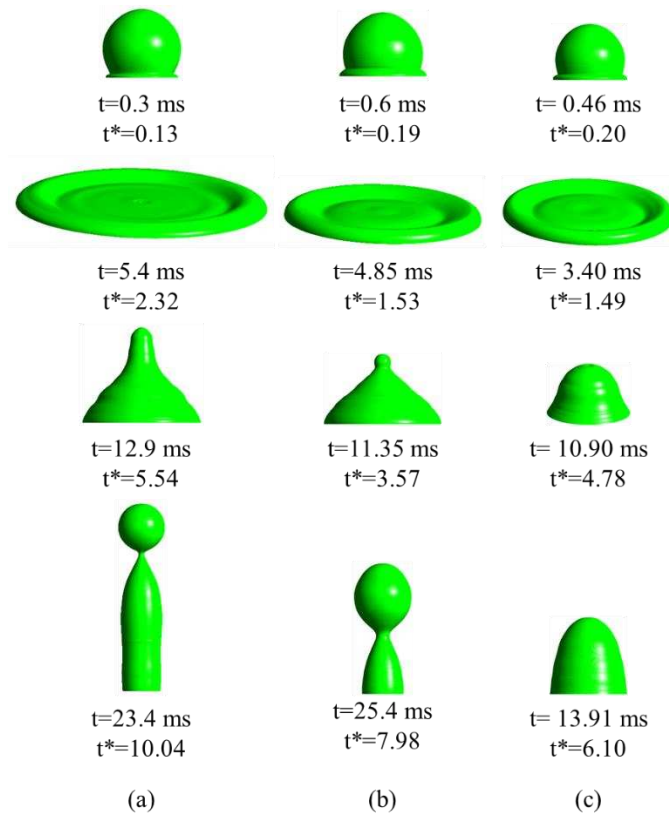 t=0.3 ms t=0.6 ms t= 0.46 ms
t*=0.13 t*=0.19 t*=0.20
t=5.4 ms t=4.85 ms t= 3.40 ms
t*=2.32 t*=1.53 t*=1.49
t=12.9 ms t=11.35 ms t= 10.90 ms
t*=5.54 t*=3.57 t*=4.78
t=23.4 ms t=25.4 ms t= 13.91 ms
t*=10.04 t*=7.98 t*=6.10
(a) (b) (c)